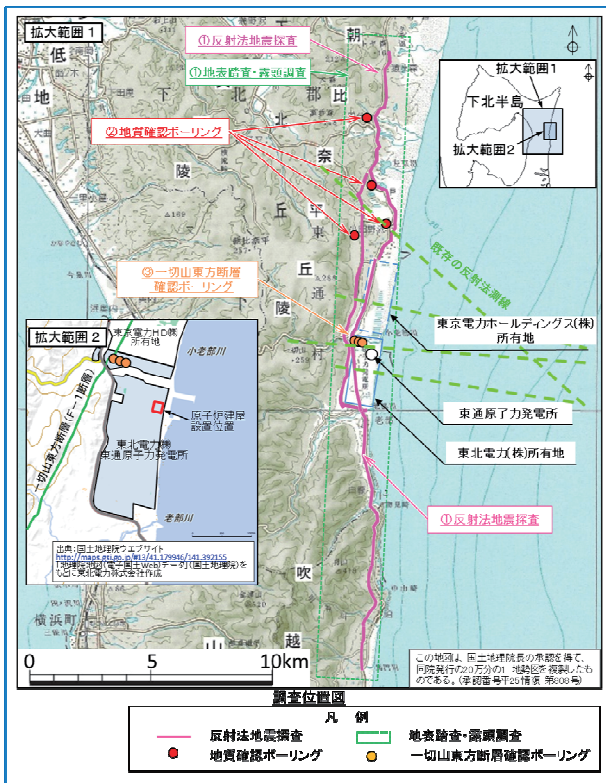 拡大範囲1
①反射法地震探査
①地表踏査・露頭調査
②地質確認ボーリング
拡大範囲1
下北半島
拡大範囲2
既存の反射法測線
③一切山東方断層
確認ボーリング
東京電力ホールディングス(株)
所有地
東通原子力発電所
東北電力(株)所有地
①反射法地震探査
拡大範囲2
東京電力HD㈱
所有地
小老部川
一切山東方断層(F-1断層)
原子炉建屋
設置位置
東北電力㈱
東通原子力発電所
老部川
出典:国土地理院ウエブサイト
http://maps.gsi.go.jp/#13/41.179946/141.392155
「地理院地図(電子国土Web)データ」(国土地理院)を
もとに東北電力株式会社作成
低
地
下
北
郡
朝
比
奈
平
丘
陵
東
通
村
丘
陵
吹
越
山
横浜町
老部
0 5 10km
この地図は、国土地理院長の承認を得て、
同院発行の20万分の1地勢図を複製したも
のである。(承認番号平25情複 第808号)
調査位置図
凡 例
反射法地震探査 地表踏査・露頭調査
地質確認ボーリング 一切山東方断層確認ボーリング